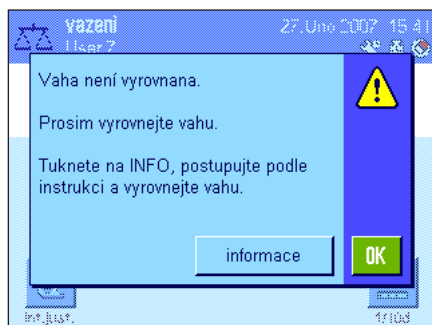 vazeni
27.Uno 2007 15:41
User 7
Vaha není vyrovnana.
Prosim vyrovnejte vahu.
Tuknete na INFO, postupujte podle
instrukci a vyrovnejte vahu.
informace
OK
Int.just.
1/10d